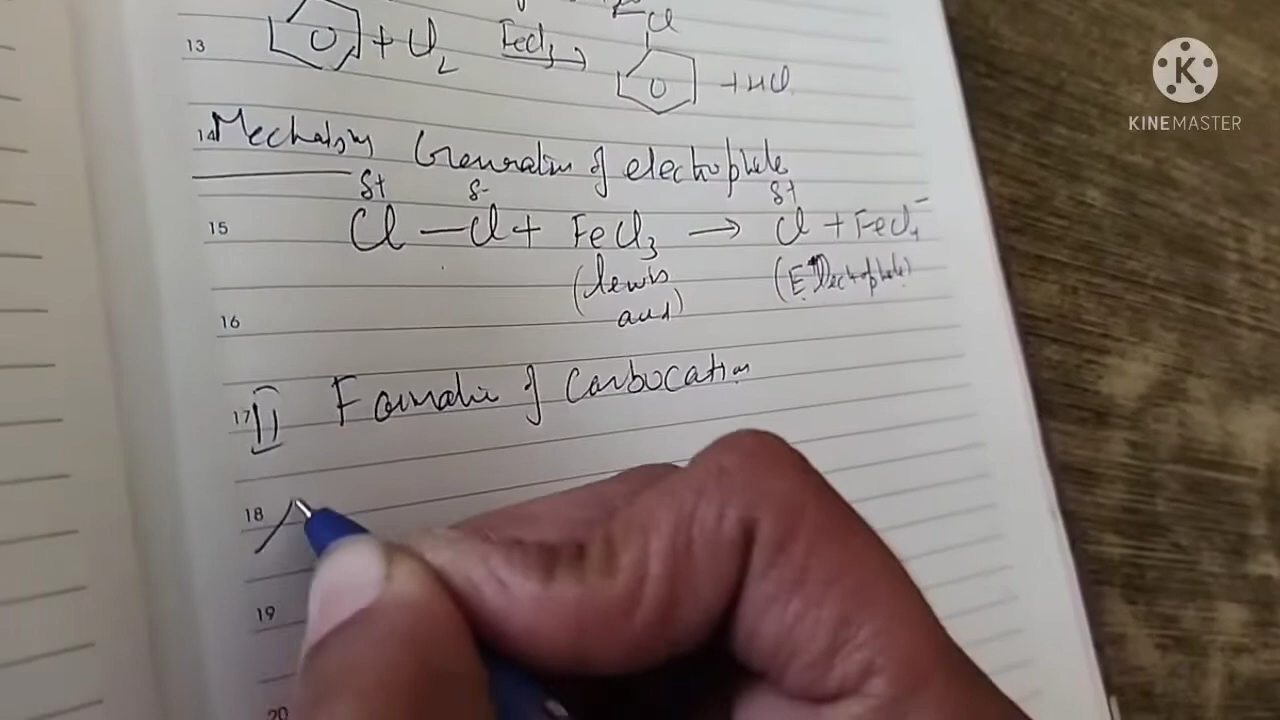 Cl
13 + Cl2 FeCl3 → + HCl
14 Mechanism Generation of electrophile
δ+ δ- δ+
15 Cl — Cl + FeCl3 → Cl + FeCl4-
(lewis (Electrophile)
acid)
16
17 II Formation of Carbocation
18
19
20
K
KINEMASTER